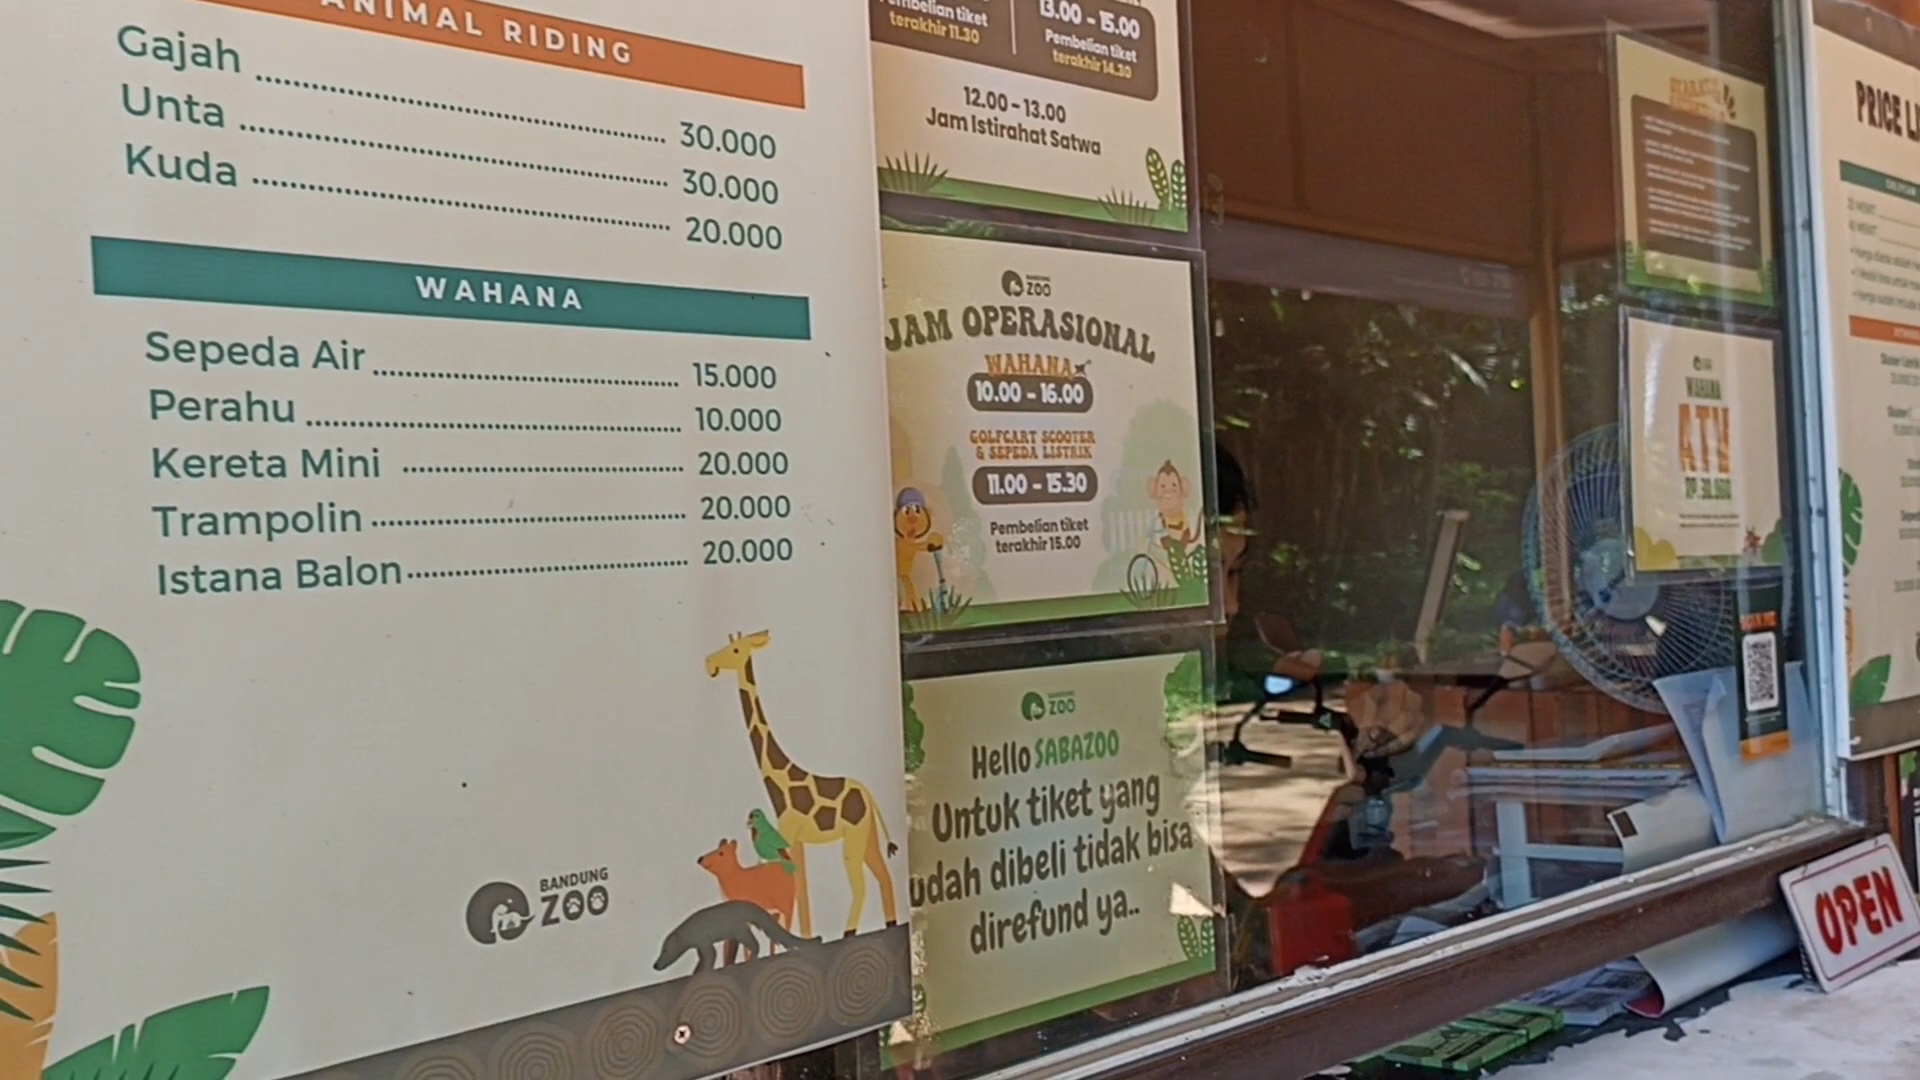 ANIMAL RIDING
Gajah 30.000
Unta 30.000
Kuda 20.000
WAHANA
Sepeda Air 15.000
Perahu 10.000
Kereta Mini 20.000
Trampolin 20.000
Istana Balon 20.000
BANDUNG
ZOO
Pembelian tiket
terakhir 11.30
13.00 - 15.00
Pembelian tiket
terakhir 14.30
12.00 - 13.00
Jam Istirahat Satwa
BANDUNG
ZOO
JAM OPERASIONAL
WAHANA
10.00 - 16.00
GOLFCART SCOOTER
& SEPEDA LISTRIK
11.00 - 15.30
Pembelian tiket
terakhir 15.00
BANDUNG
ZOO
Hello SABAZOO
Untuk tiket yang
udah dibeli tidak bisa
direfund ya..
WAHANA
ATV
PRICE LI
OPEN